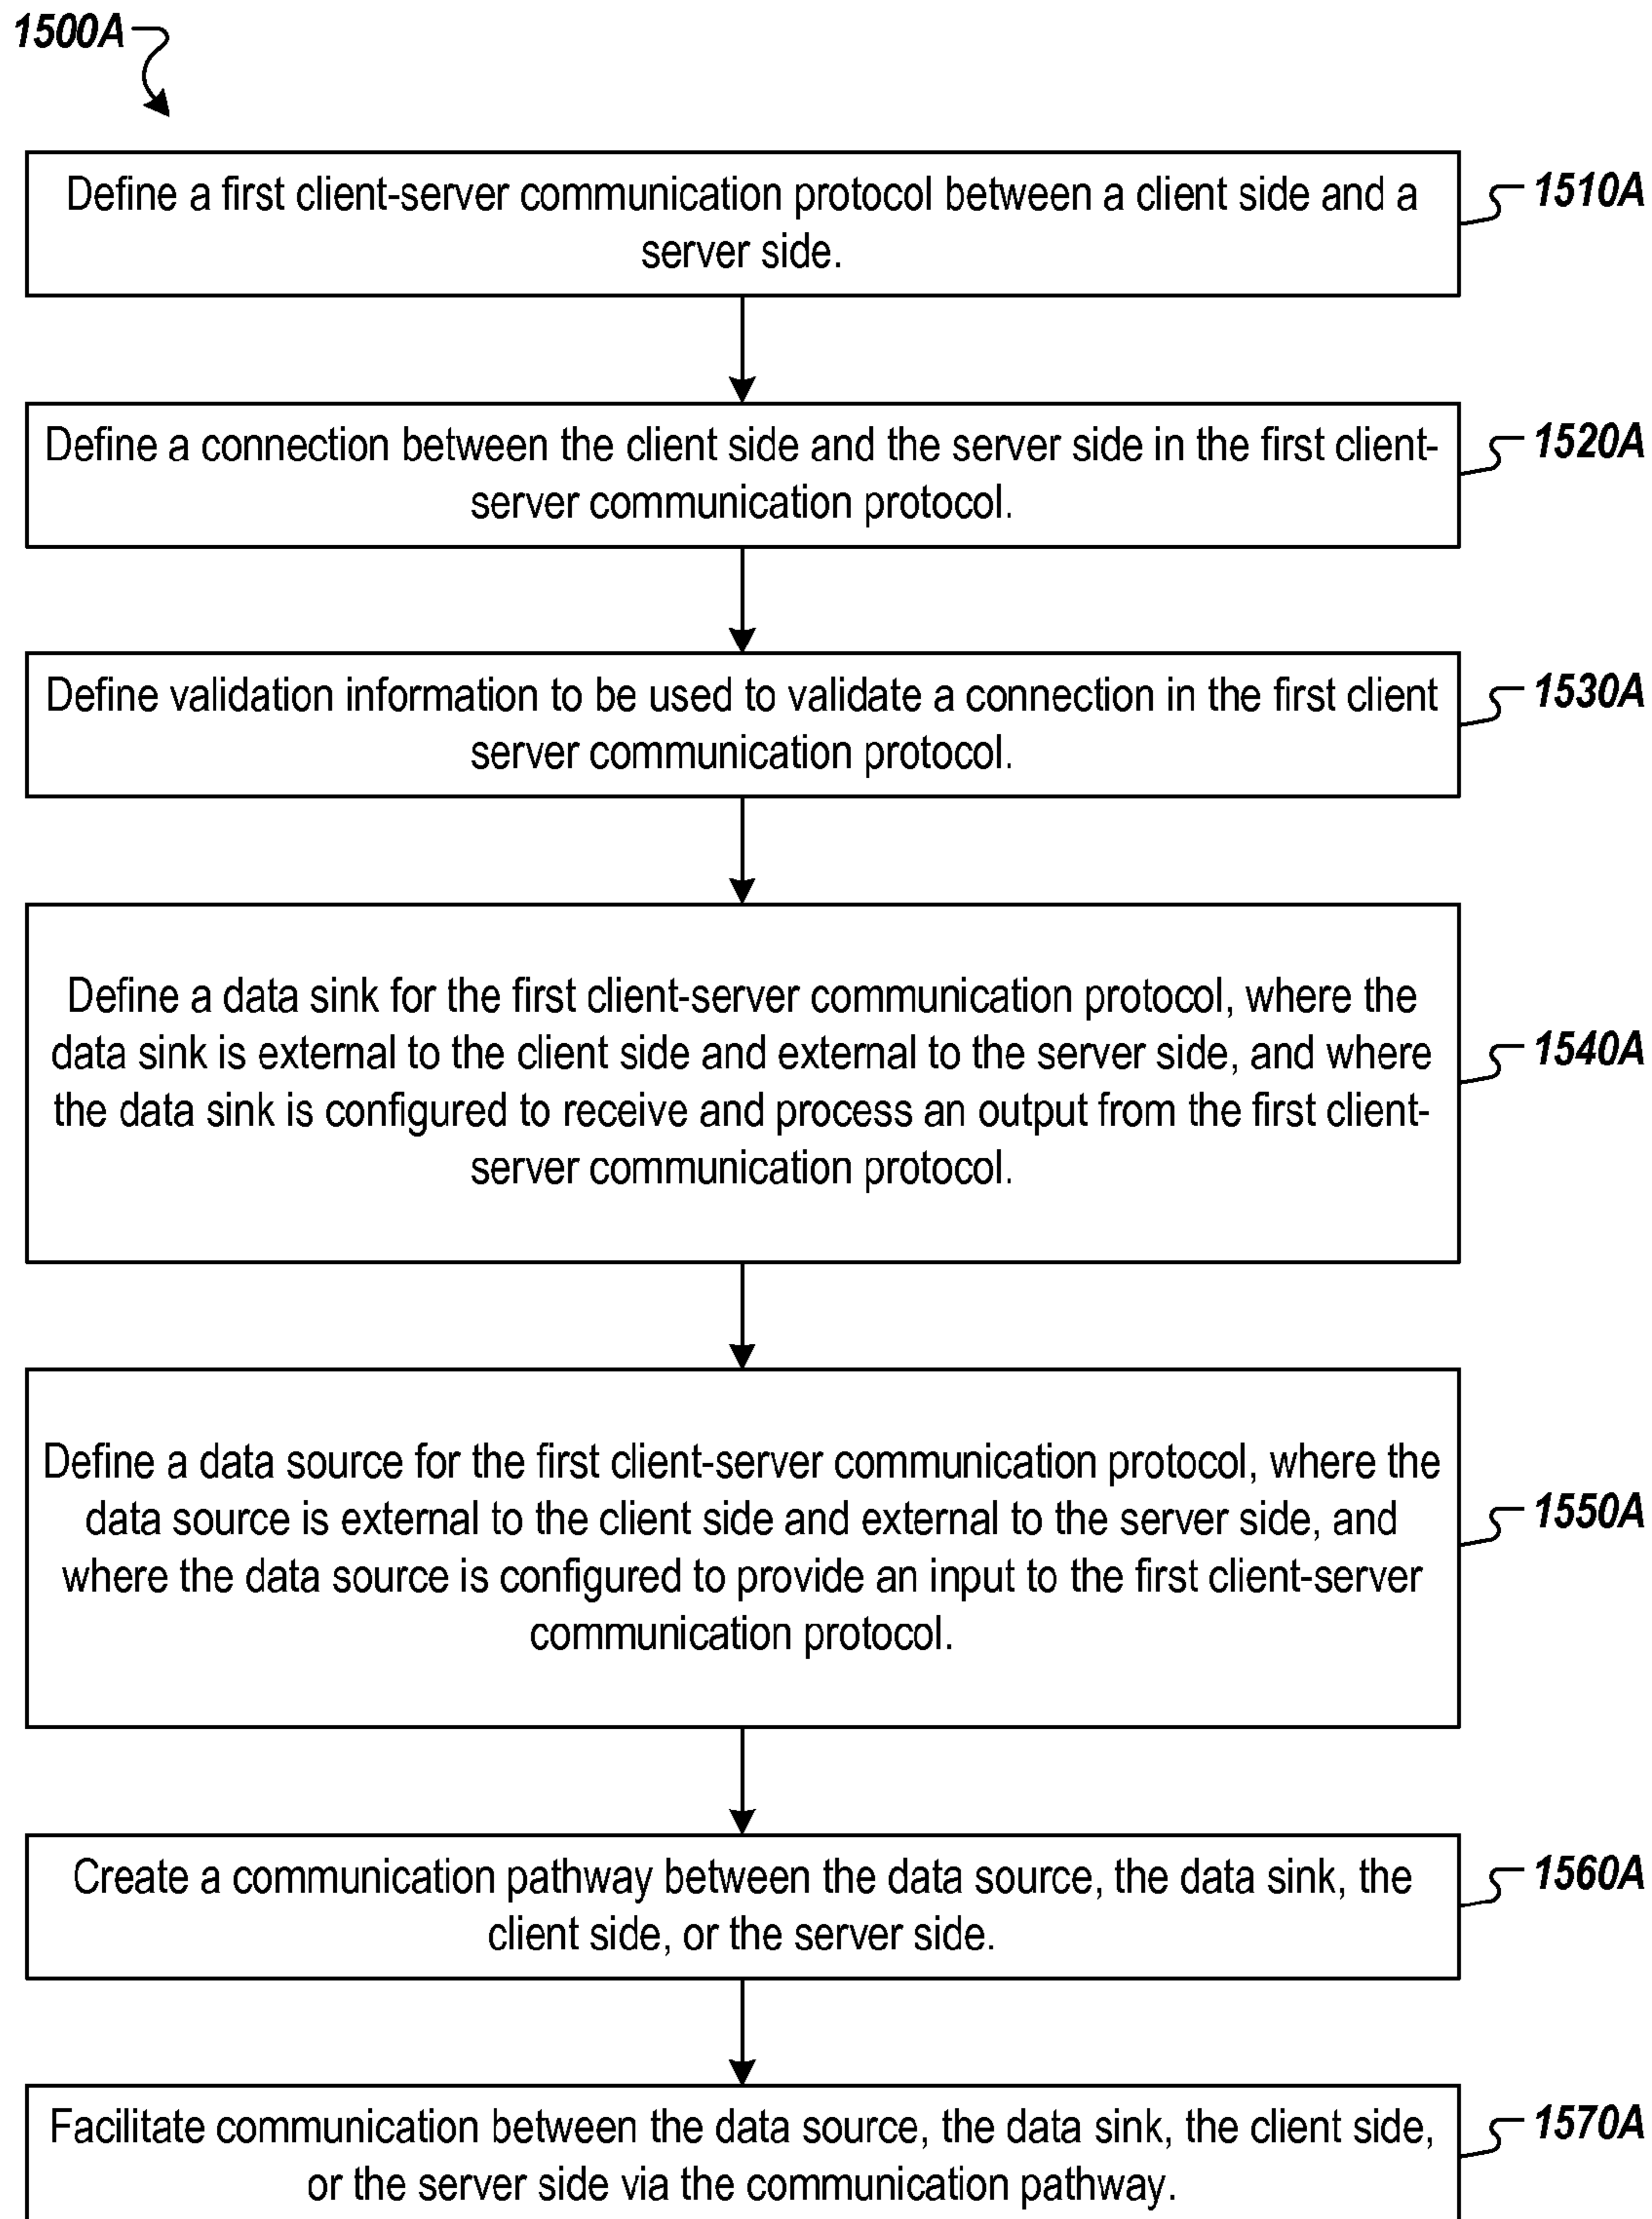 1500A
Define a first client-server communication protocol between a client side and a
server side.
1510A
Define a connection between the client side and the server side in the first client-
server communication protocol.
1520A
Define validation information to be used to validate a connection in the first client
server communication protocol.
1530A
Define a data sink for the first client-server communication protocol, where the
data sink is external to the client side and external to the server side, and where
the data sink is configured to receive and process an output from the first client-
server communication protocol.
1540A
Define a data source for the first client-server communication protocol, where the
data source is external to the client side and external to the server side, and
where the data source is configured to provide an input to the first client-server
communication protocol.
1550A
Create a communication pathway between the data source, the data sink, the
client side, or the server side.
1560A
Facilitate communication between the data source, the data sink, the client side,
or the server side via the communication pathway.
1570A